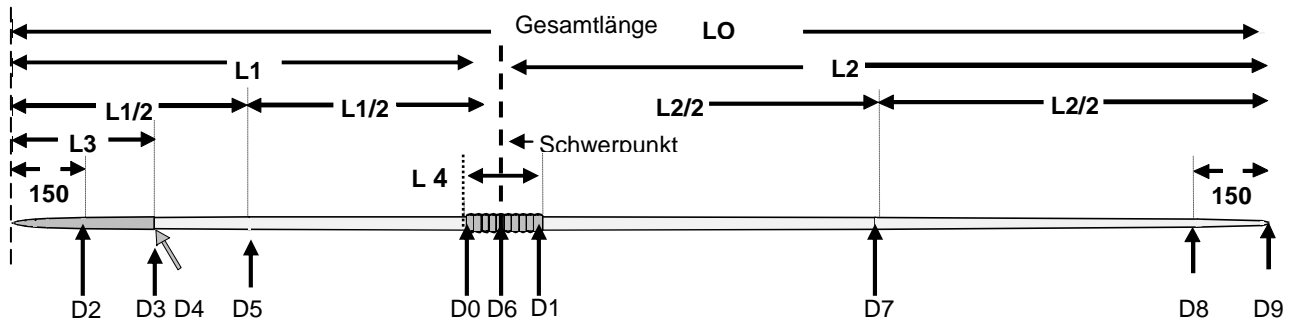 Gesamtlänge LO
L1 L2
L1/2 L1/2 L2/2 L2/2
L3 Schwerpunkt
150 L 4 150
D2 D3 D4 D5 D0 D6 D1 D7 D8 D9